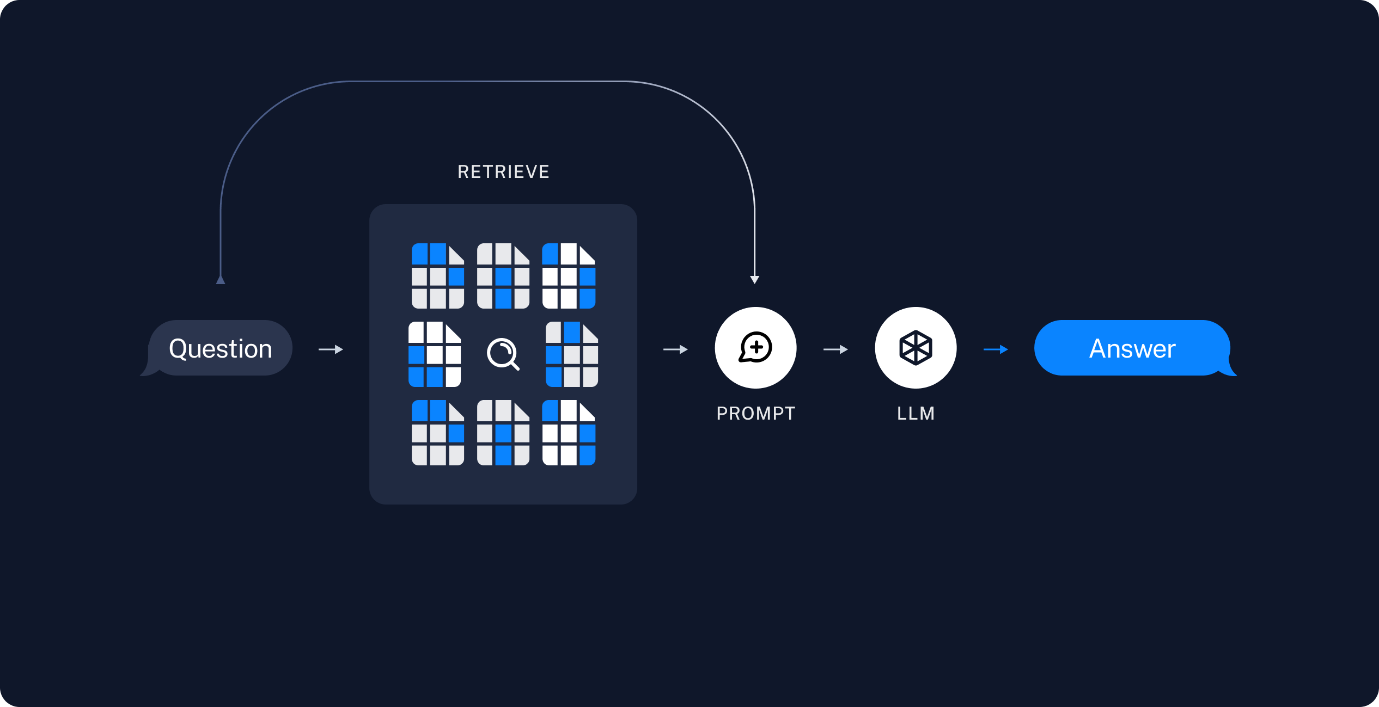 RETRIEVE
Question
Answer
PROMPT
LLM